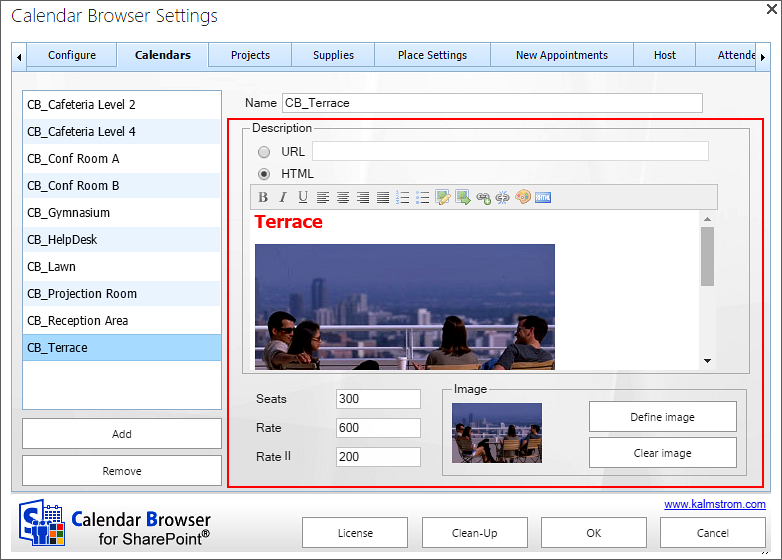 Calendar Browser Settings
Configure Calendars Projects Supplies Place Settings New Appointments Host Attende
CB_Cafeteria Level 2
CB_Cafeteria Level 4
CB_Conf Room A
CB_Conf Room B
CB_Gymnasium
CB_HelpDesk
CB_Lawn
CB_Projection Room
CB_Reception Area
CB_Terrace
Add
Remove
Name CB_Terrace
Description
URL
HTML
B I U
Terrace
Seats 300
Rate 600
Rate II 200
Image
Define image
Clear image
www.kalmstrom.com
Calendar Browser
for SharePoint®
License Clean-Up OK Cancel